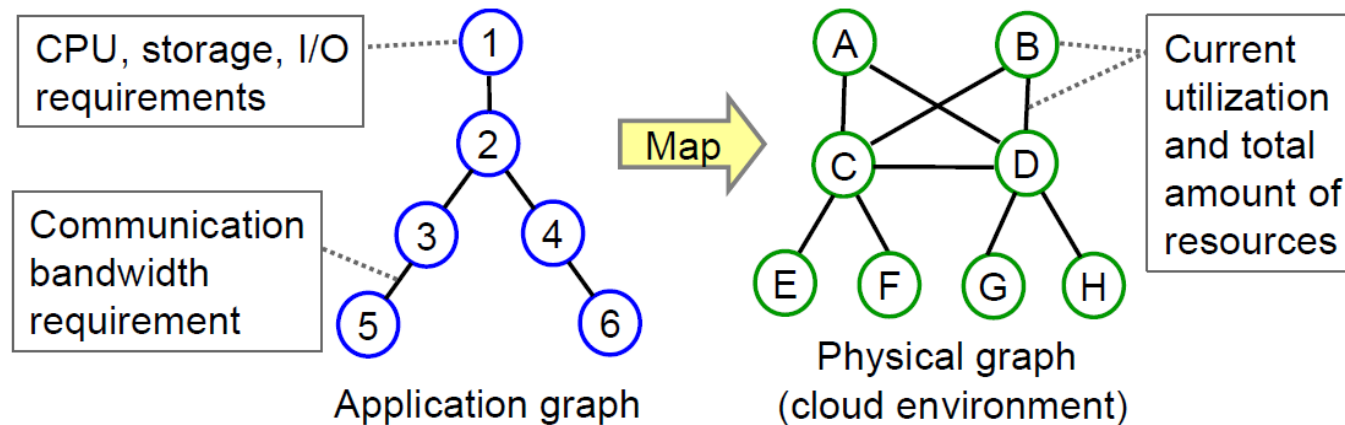 CPU, storage, I/O
requirements
1
2
3
4
5
6
Communication
bandwidth
requirement
Application graph
Map
A
B
C
D
E
F
G
H
Current
utilization
and total
amount of
resources
Physical graph
(cloud environment)